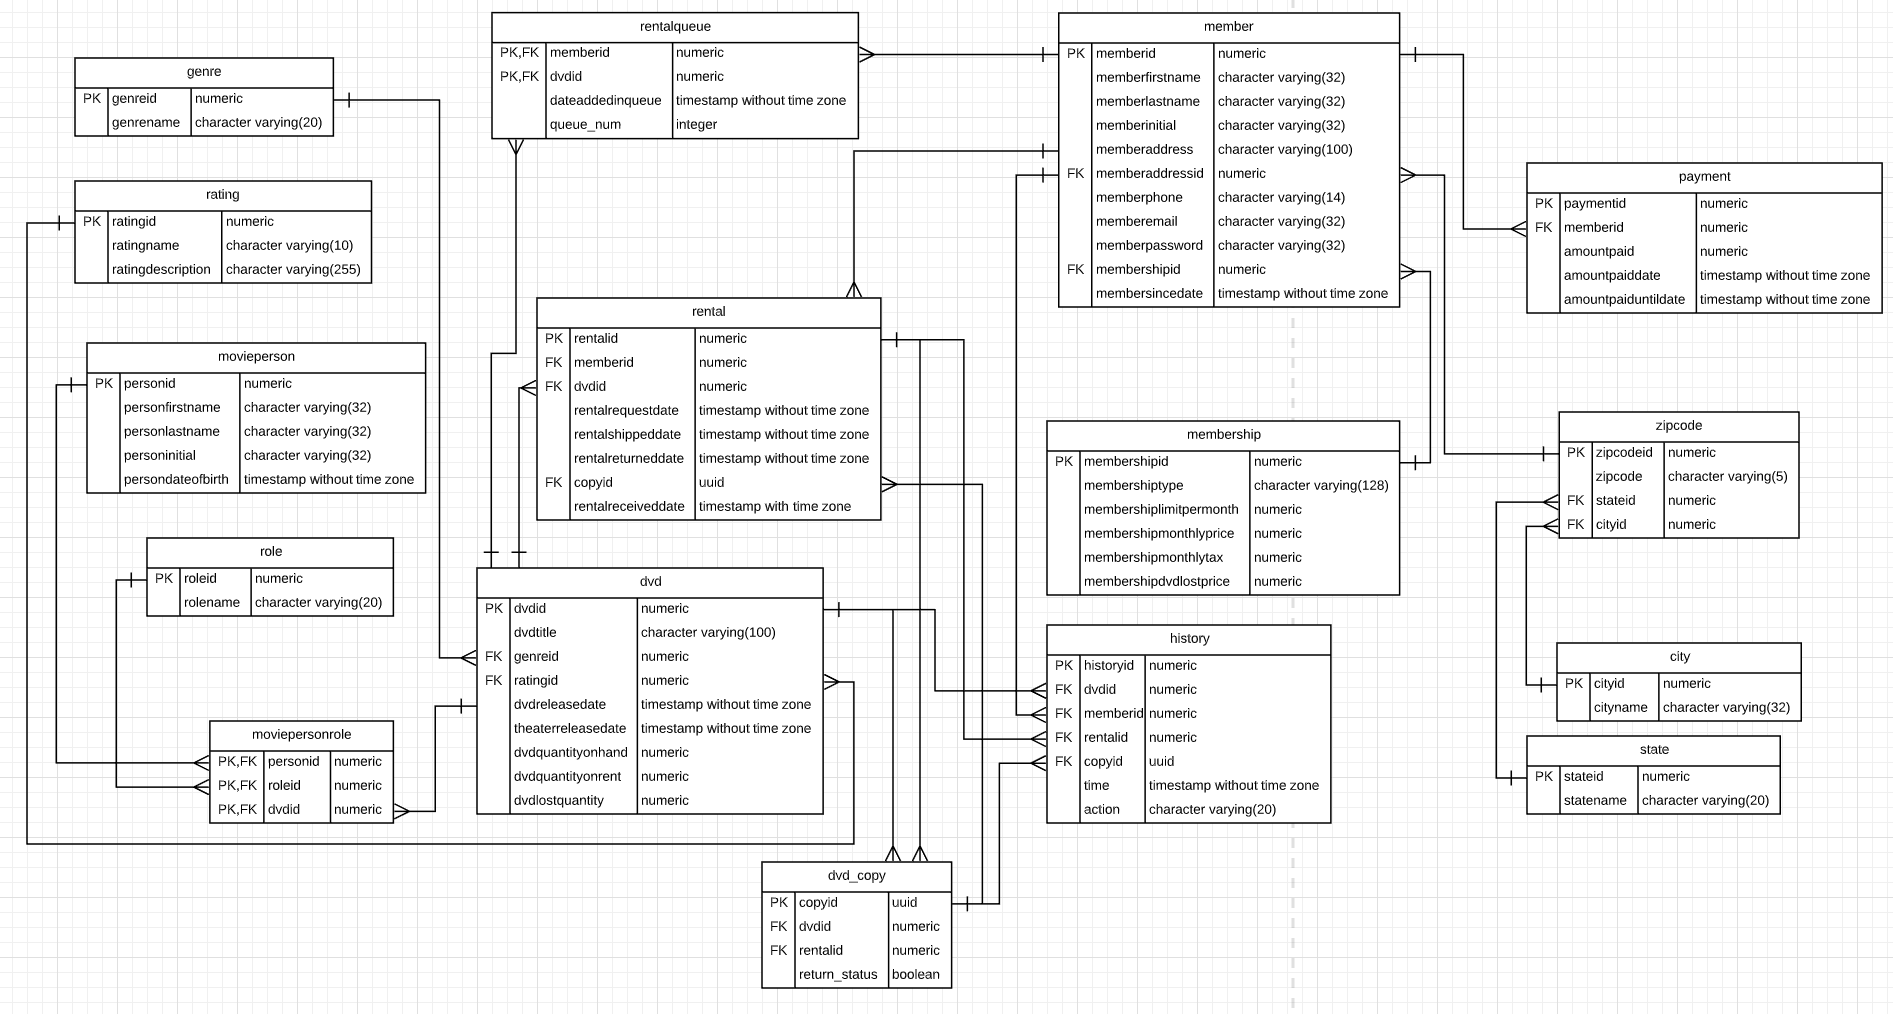 genre
PK genreid numeric
genrename character varying(20)
rating
PK ratingid numeric
ratingname character varying(10)
ratingdescription character varying(255)
movieperson
PK personid numeric
personfirstname character varying(32)
personlastname character varying(32)
personinitial character varying(32)
persondateofbirth timestamp without time zone
role
PK roleid numeric
rolename character varying(20)
moviepersonrole
PK,FK personid numeric
PK,FK roleid numeric
PK,FK dvdid numeric
rentalqueue
PK,FK memberid numeric
PK,FK dvdid numeric
dateaddedinqueue timestamp without time zone
queue_num integer
rental
PK rentalid numeric
FK memberid numeric
FK dvdid numeric
rentalrequestdate timestamp without time zone
rentalshippeddate timestamp without time zone
rentalreturneddate timestamp without time zone
FK copyid uuid
rentalreceiveddate timestamp with time zone
dvd
PK dvdid numeric
dvdtitle character varying(100)
FK genreid numeric
FK ratingid numeric
dvdreleasedate timestamp without time zone
theaterreleasedate timestamp without time zone
dvdquantityonhand numeric
dvdquantityonrent numeric
dvdlostquantity numeric
dvd_copy
PK copyid uuid
FK dvdid numeric
FK rentalid numeric
return_status boolean
member
PK memberid numeric
memberfirstname character varying(32)
memberlastname character varying(32)
memberinitial character varying(32)
memberaddress character varying(100)
FK memberaddressid numeric
memberphone character varying(14)
memberemail character varying(32)
memberpassword character varying(32)
FK membershipid numeric
membersincedate timestamp without time zone
membership
PK membershipid numeric
membershiptype character varying(128)
membershiplimitpermonth numeric
membershipmonthlyprice numeric
membershipmonthlytax numeric
membershipdvdlostprice numeric
history
PK historyid numeric
FK dvdid numeric
FK memberid numeric
FK rentalid numeric
FK copyid uuid
time timestamp without time zone
action character varying(20)
payment
PK paymentid numeric
FK memberid numeric
amountpaid numeric
amountpaiddate timestamp without time zone
amountpaiduntildate timestamp without time zone
zipcode
PK zipcodeid numeric
zipcode character varying(5)
FK stateid numeric
FK cityid numeric
city
PK cityid numeric
cityname character varying(32)
state
PK stateid numeric
statename character varying(20)